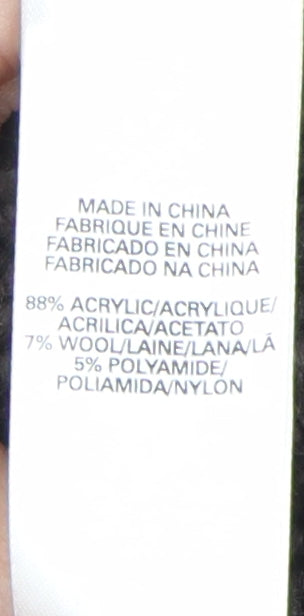 MADE IN CHINA
FABRIQUE EN CHINE
FABRICADO EN CHINA
FABRICADO NA CHINA
88% ACRYLIC/ACRYLIQUE/
ACRILICA/ACETATO
7% WOOL/LAINE/LANA/LÃ
5% POLYAMIDE/
POLIAMIDA/NYLON